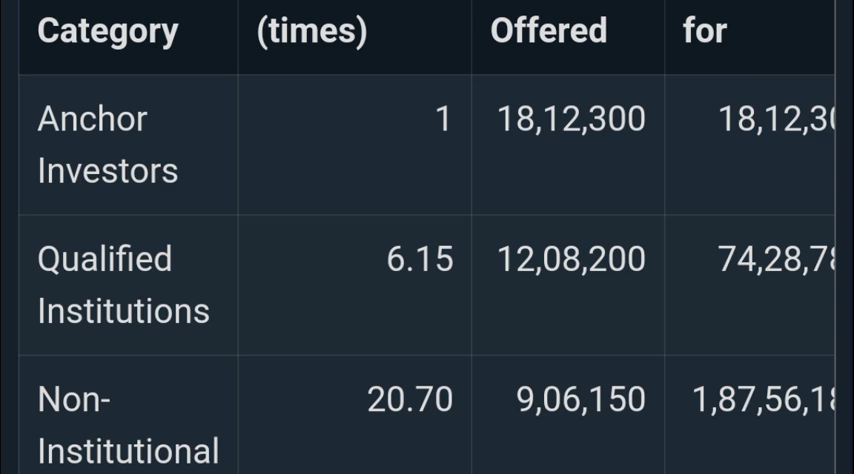 Category (times) Offered for
Anchor 1 18,12,300
Investors
Qualified 6.15 12,08,200
Institutions
Non- 20.70 9,06,150
Institutional